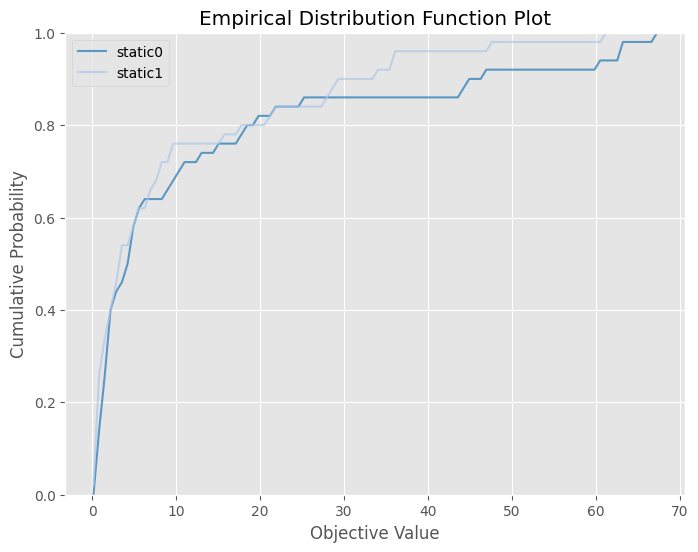 Empirical Distribution Function Plot
static0
static1
Cumulative Probability
1.0
0.8
0.6
0.4
0.2
0.0
0 10 20 30 40 50 60 70
Objective Value